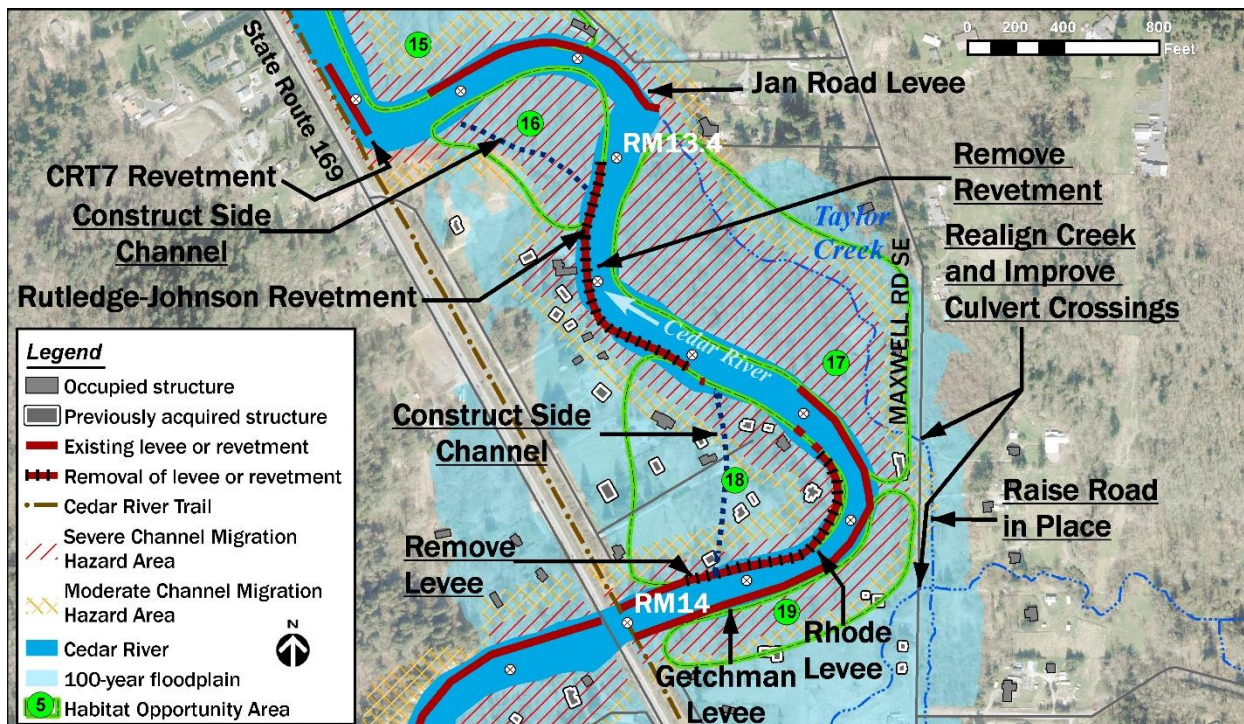 0 200 400 800
Feet
15
16
17
18
19
State Route 169
Jan Road Levee
RM13.4
CRT7 Revetment
Construct Side
Channel
Remove
Revetment
Taylor
Creek
Realign Creek
and Improve
Culvert Crossings
MAXWELL RD SE
Rutledge-Johnson Revetment
Cedar River
Construct Side
Channel
Raise Road
in Place
Remove
Levee
RM14
Rhode
Levee
Getchman
Levee
Legend
Occupied structure
Previously acquired structure
Existing levee or revetment
Removal of levee or revetment
Cedar River Trail
Severe Channel Migration
Hazard Area
Moderate Channel Migration
Hazard Area
N
Cedar River
100-year floodplain
5 Habitat Opportunity Area